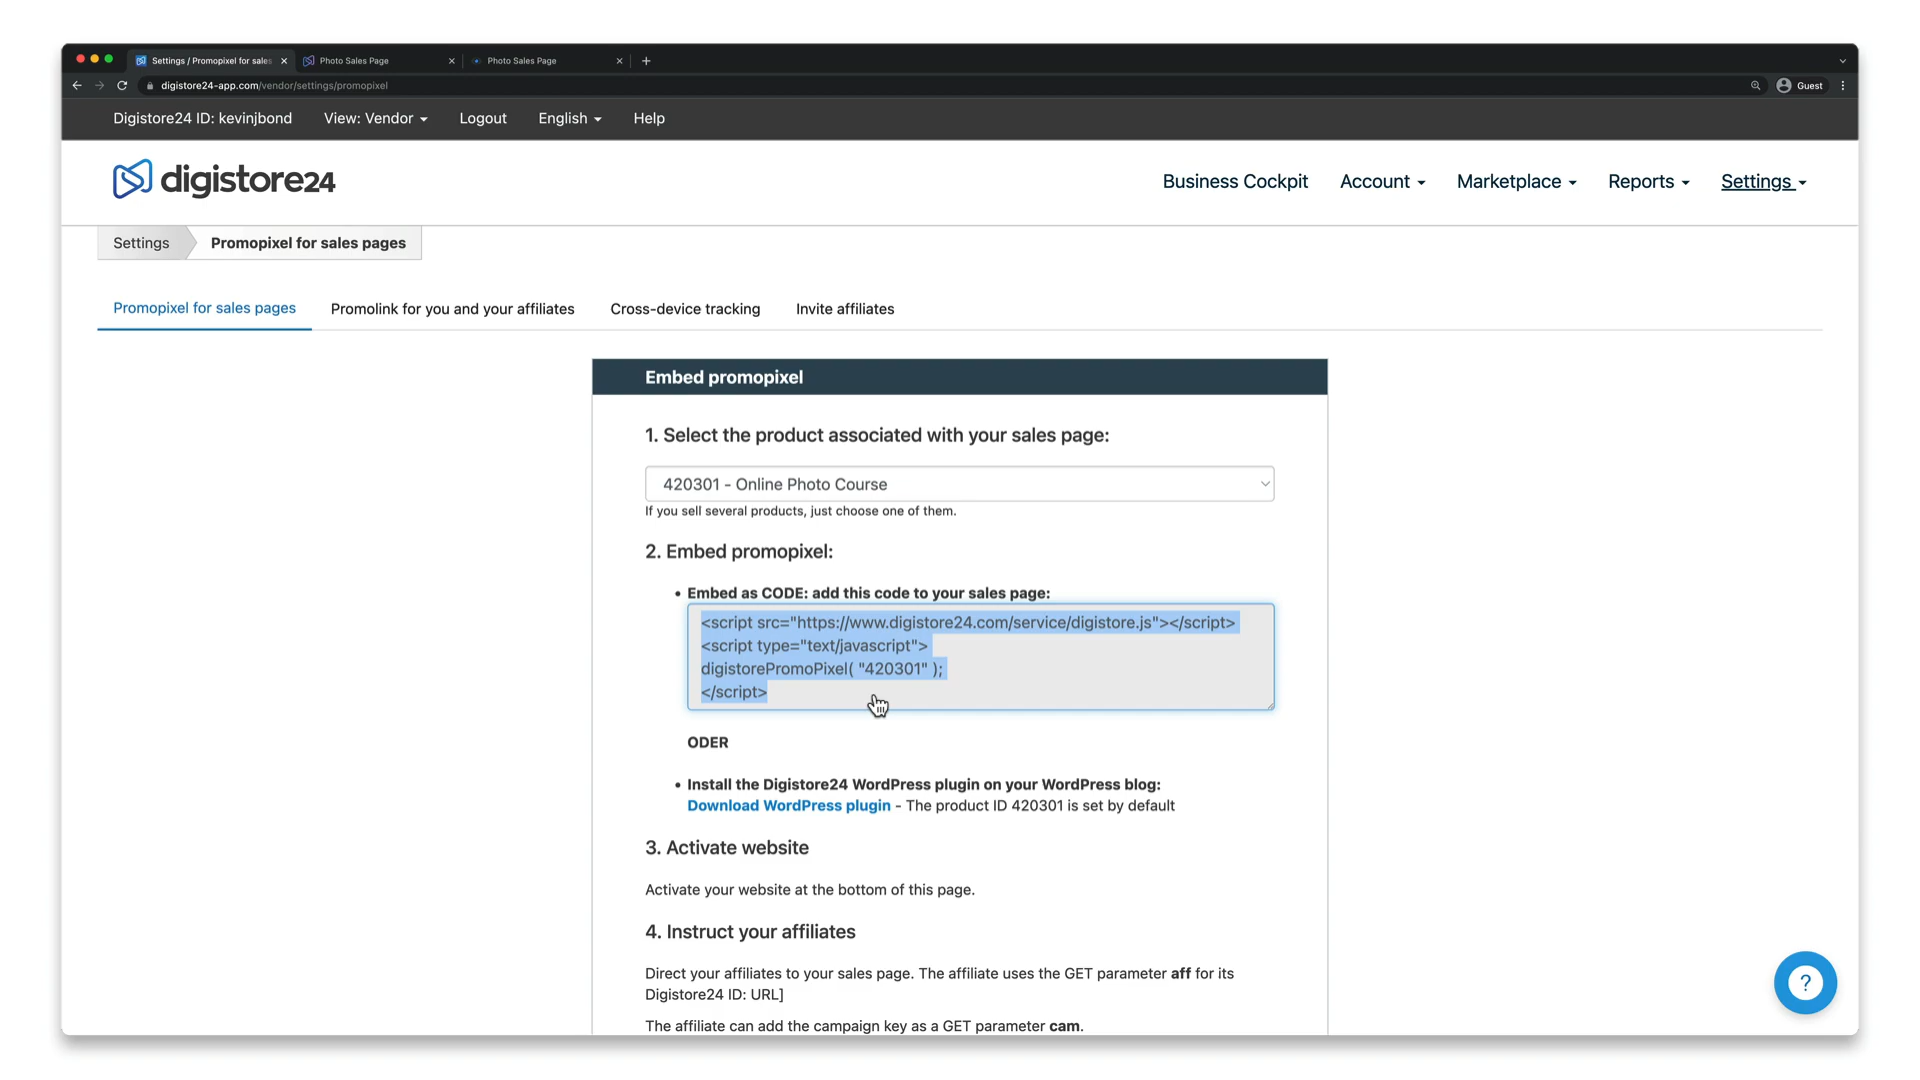 Settings / Promopixel for sales
Photo Sales Page
Photo Sales Page
digistore24-app.com/vendor/settings/promopixel
Guest
Digistore24 ID: kevinjbond
View: Vendor
Logout
English
Help
digistore24
Business Cockpit
Account
Marketplace
Reports
Settings
Settings
Promopixel for sales pages
Promopixel for sales pages
Promolink for you and your affiliates
Cross-device tracking
Invite affiliates
Embed promopixel
1. Select the product associated with your sales page:
420301 - Online Photo Course
If you sell several products, just choose one of them.
2. Embed promopixel:
• Embed as CODE: add this code to your sales page:
<script src="https://www.digistore24.com/service/digistore.js"></script>
<script type="text/javascript">
digistorePromoPixel( "420301" );
</script>
ODER
• Install the Digistore24 WordPress plugin on your WordPress blog:
Download WordPress plugin - The product ID 420301 is set by default
3. Activate website
Activate your website at the bottom of this page.
4. Instruct your affiliates
Direct your affiliates to your sales page. The affiliate uses the GET parameter aff for its
Digistore24 ID: URL]
The affiliate can add the campaign key as a GET parameter cam.
?